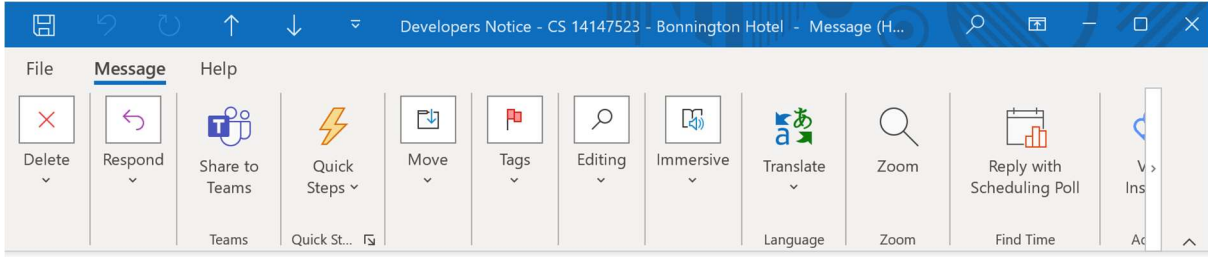 Developers Notice - CS 14147523 - Bonnington Hotel - Message (H...
File Message Help
Delete Respond Share to Teams Quick Steps Move Tags Editing Immersive Translate Zoom Reply with Scheduling Poll
Teams Quick St... Language Zoom Find Time